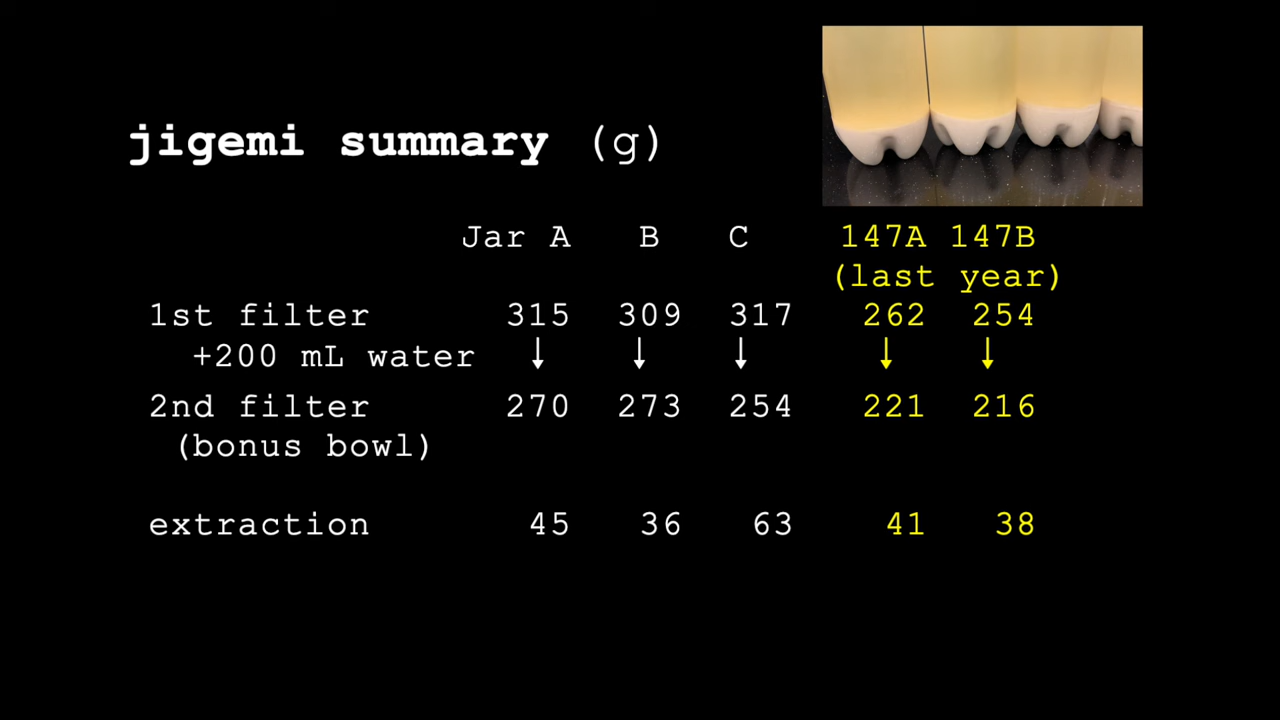 jigemi summary (g)
Jar A B C 147A 147B
(last year)
1st filter 315 309 317 262 254
+200 mL water ↓ ↓ ↓ ↓ ↓
2nd filter 270 273 254 221 216
(bonus bowl)
extraction 45 36 63 41 38